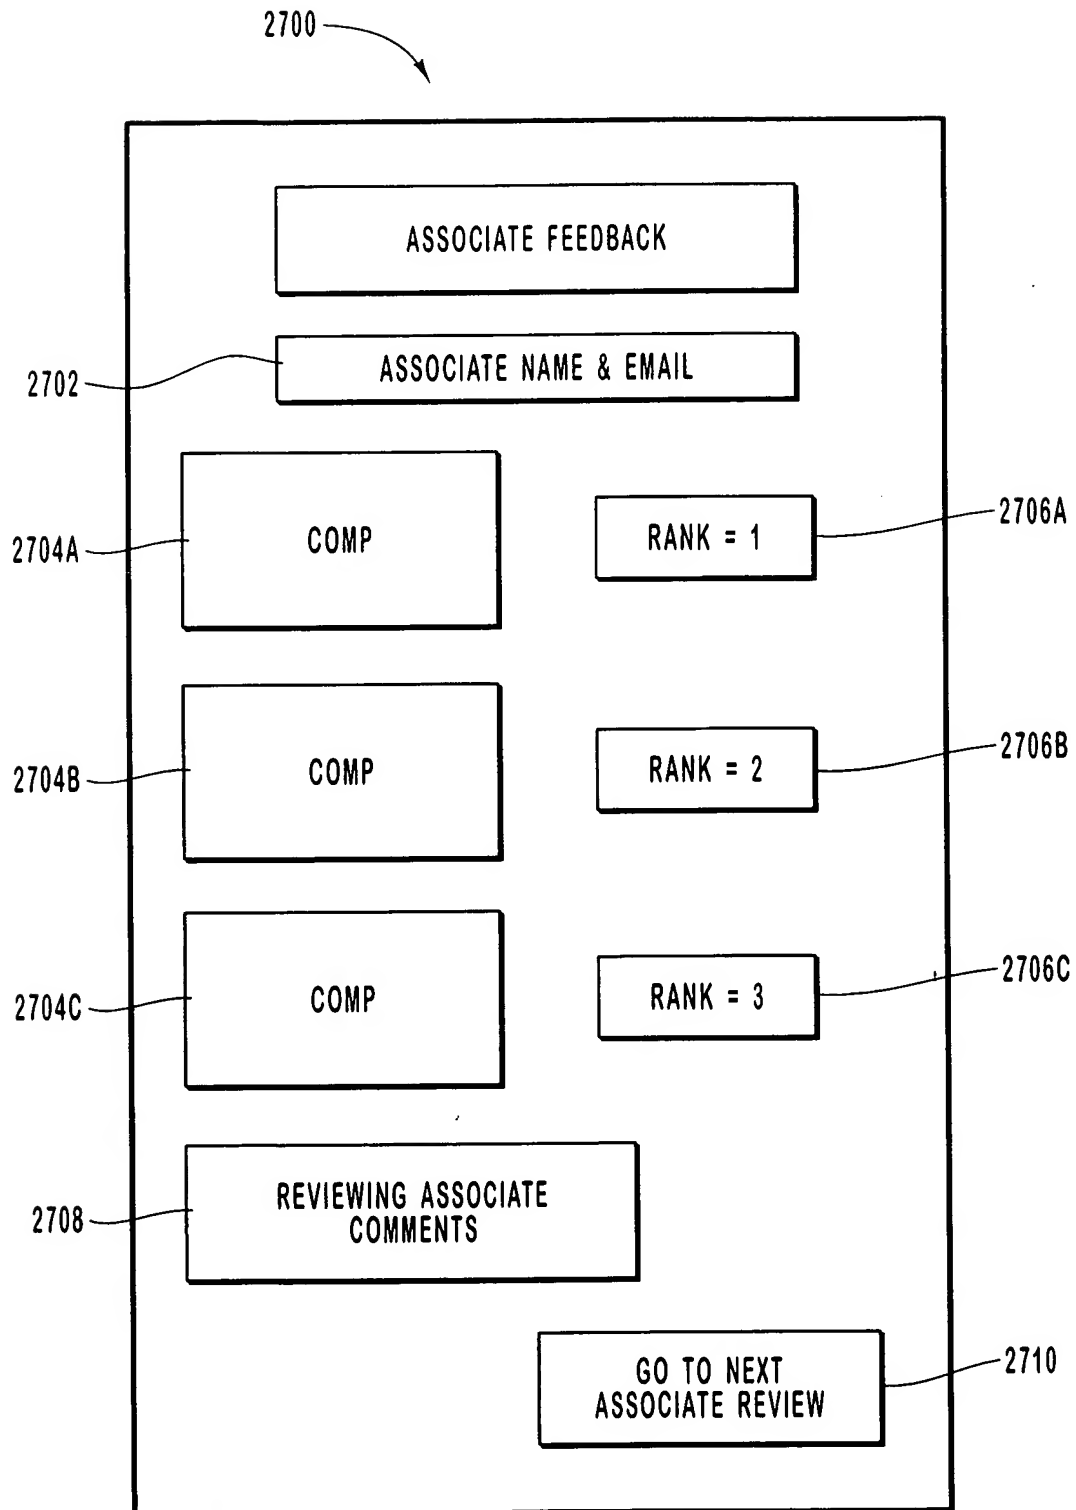 2700
ASSOCIATE FEEDBACK
2702
ASSOCIATE NAME & EMAIL
2704A
COMP
RANK = 1
2706A
2704B
COMP
RANK = 2
2706B
2704C
COMP
RANK = 3
2706C
2708
REVIEWING ASSOCIATE
COMMENTS
GO TO NEXT
ASSOCIATE REVIEW
2710